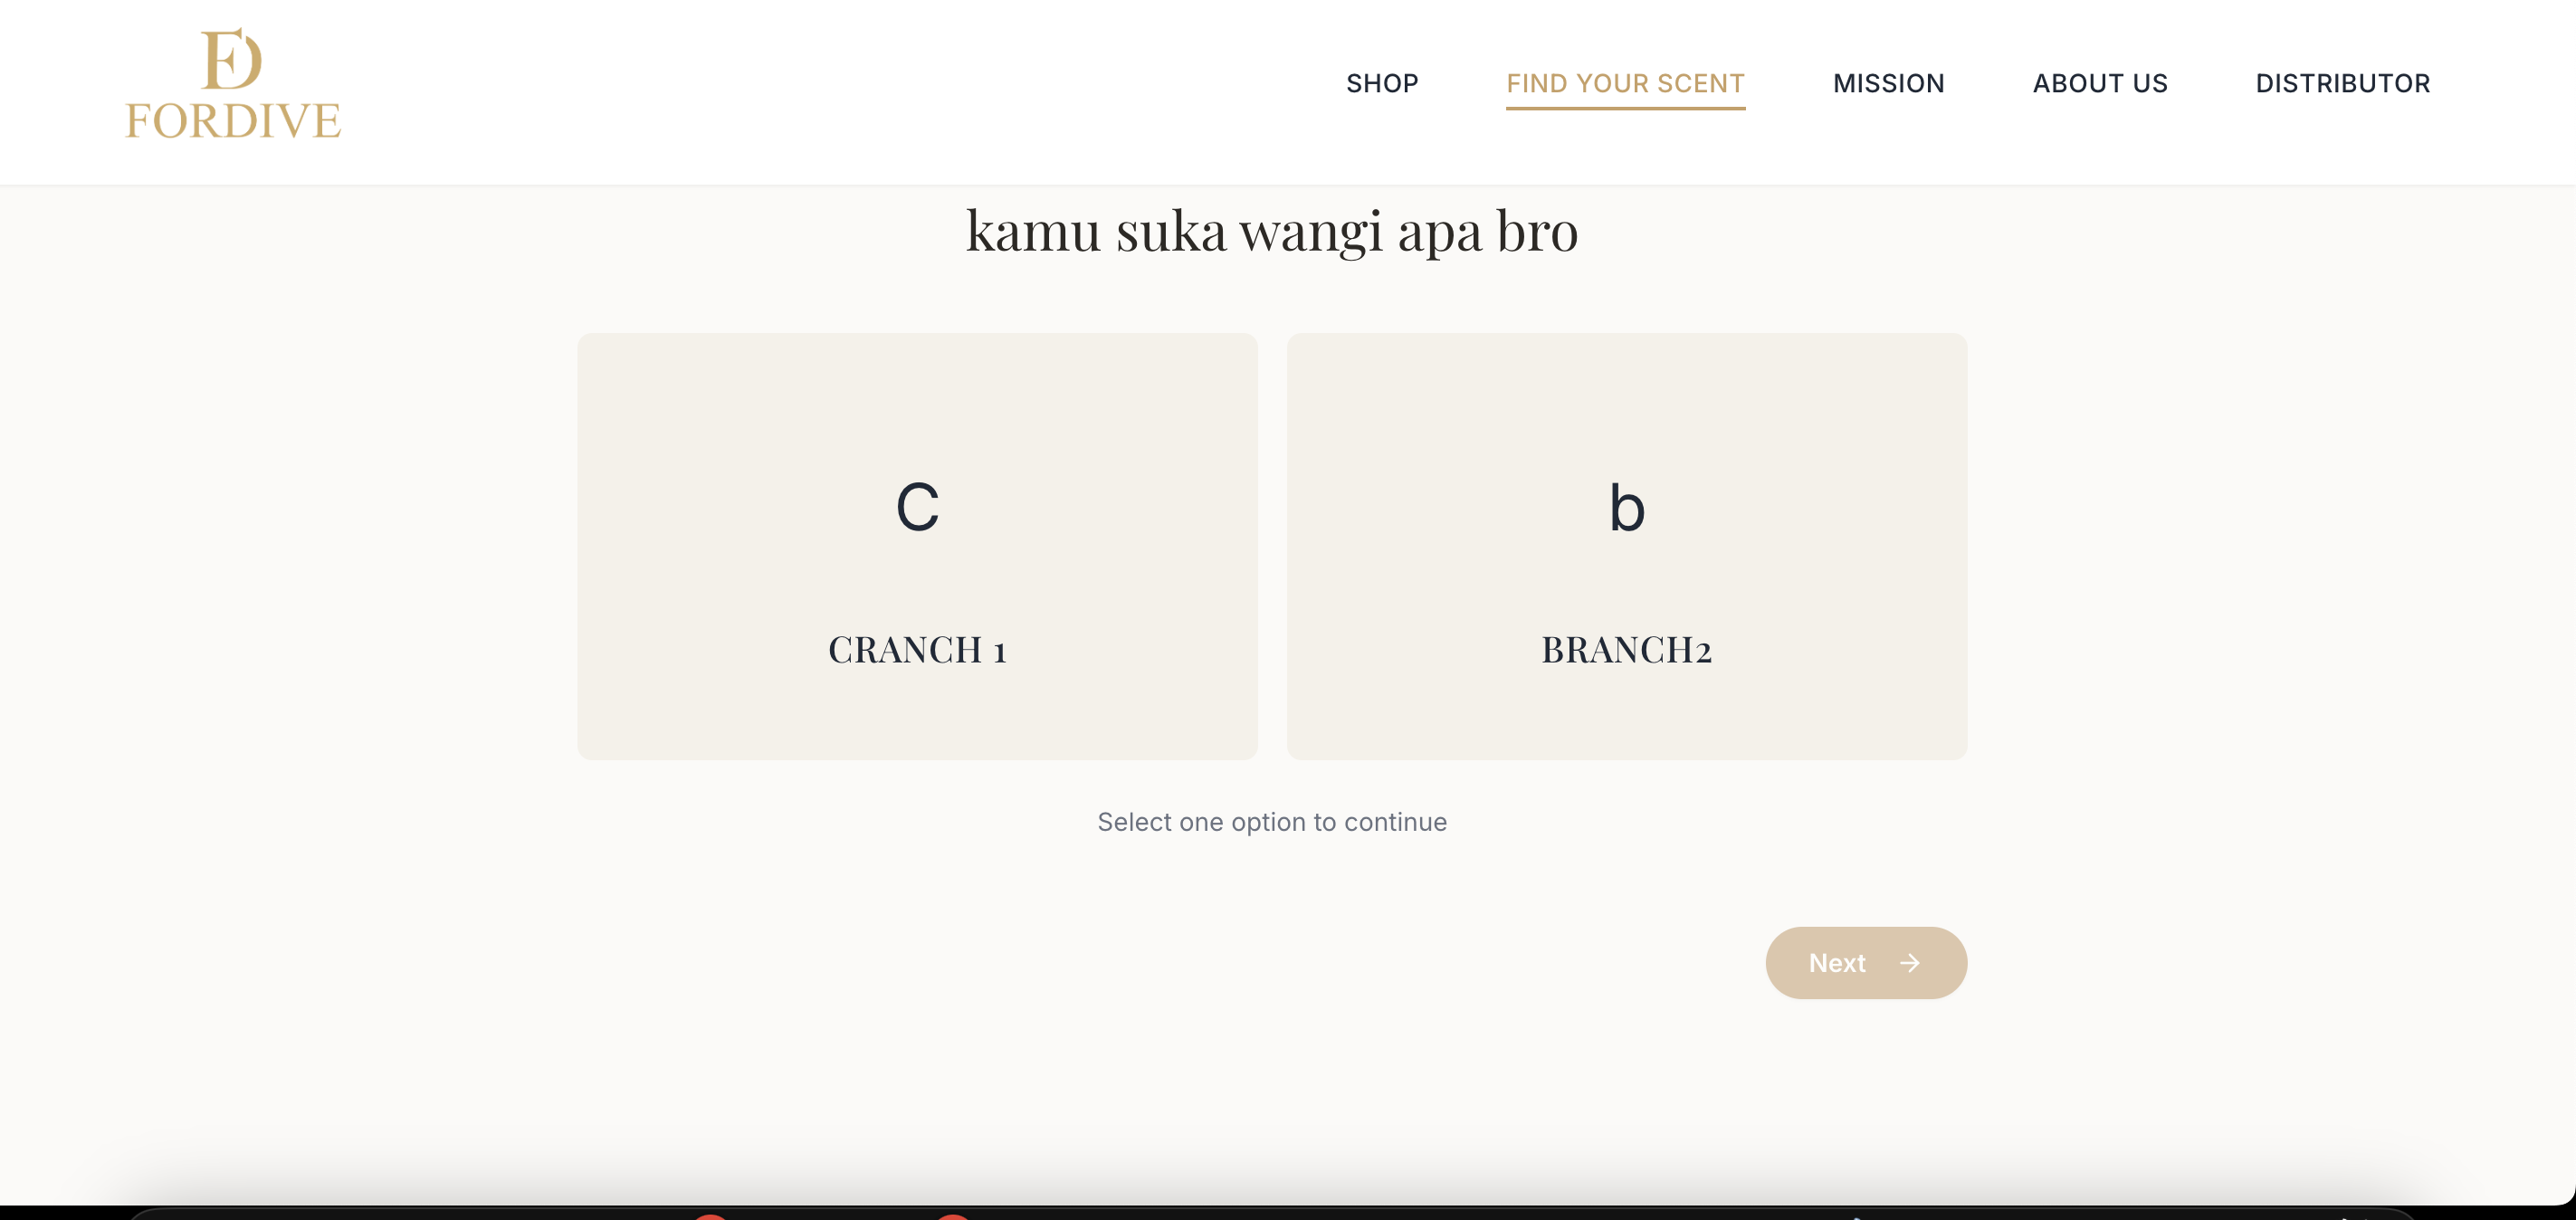 FD
FORDIVE
SHOP
FIND YOUR SCENT
MISSION
ABOUT US
DISTRIBUTOR
kamu suka wangi apa bro
C
CRANCH 1
b
BRANCH2
Select one option to continue
Next →